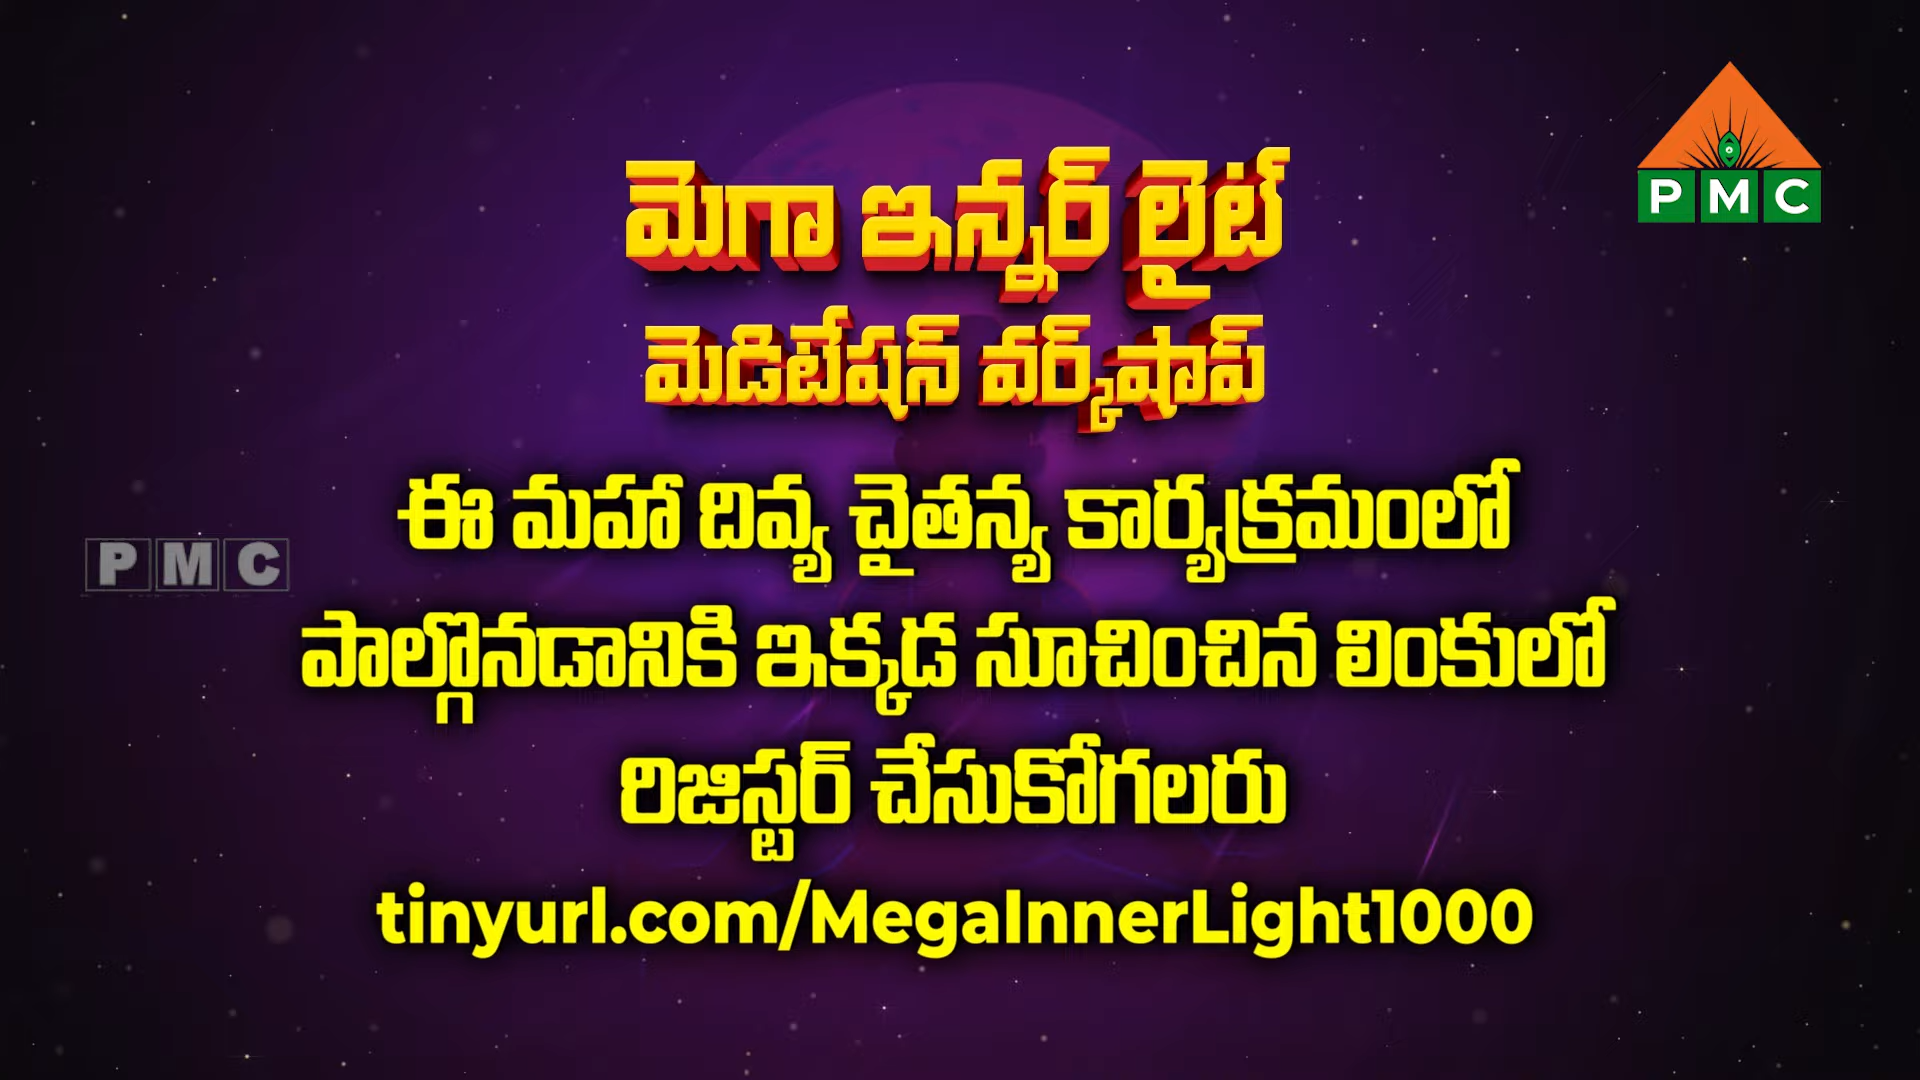 మెగా ఇన్నర్ లైట్
మెడిటేషన్ వర్క్‌షాప్
PMC
ఈ మహా దివ్య చైతన్య కార్యక్రమంలో
పాల్గొనడానికి ఇక్కడ సూచించిన లింకులో
రిజిస్టర్ చేసుకోగలరు
tinyurl.com/MegaInnerLight1000
PMC